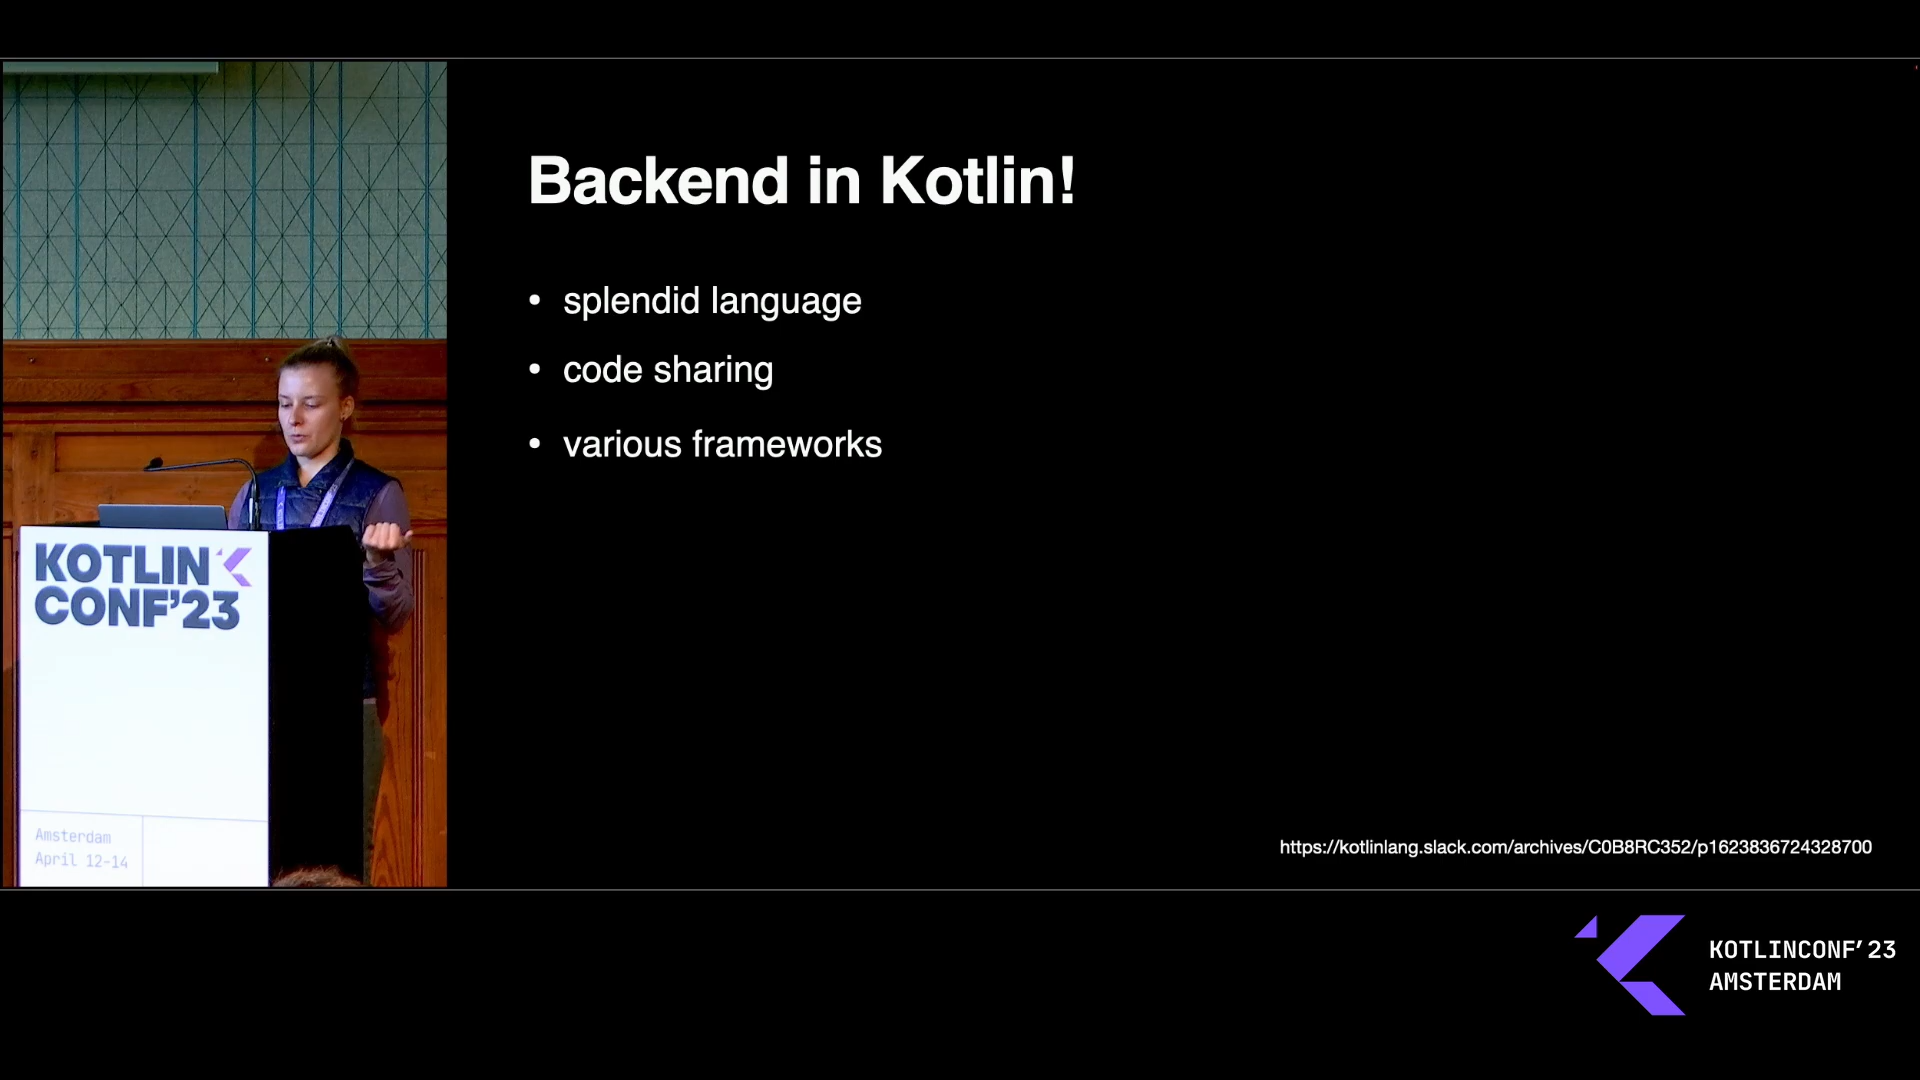 Backend in Kotlin!
• splendid language
• code sharing
• various frameworks
https://kotlinlang.slack.com/archives/C0B8RC352/p1623836724328700
KOTLIN
CONF’23
Amsterdam
April 12-14
KOTLINCONF’23
AMSTERDAM